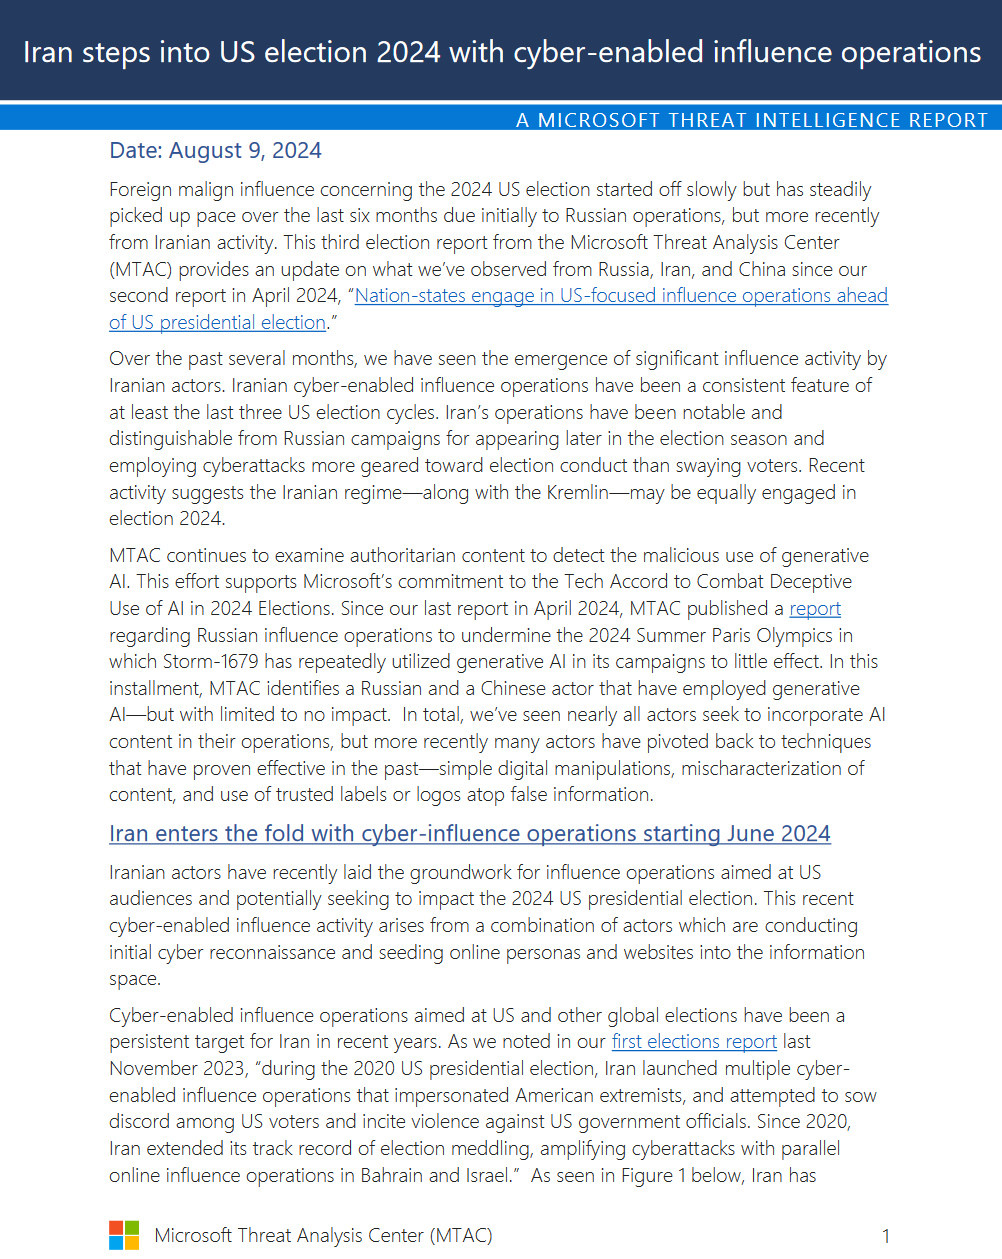 Iran steps into US election 2024 with cyber-enabled influence operations
A MICROSOFT THREAT INTELLIGENCE REPORT
Date: August 9, 2024
Foreign malign influence concerning the 2024 US election started off slowly but has steadily
picked up pace over the last six months due initially to Russian operations, but more recently
from Iranian activity. This third election report from the Microsoft Threat Analysis Center
(MTAC) provides an update on what we’ve observed from Russia, Iran, and China since our
second report in April 2024, “Nation-states engage in US-focused influence operations ahead
of US presidential election.”
Over the past several months, we have seen the emergence of significant influence activity by
Iranian actors. Iranian cyber-enabled influence operations have been a consistent feature of
at least the last three US election cycles. Iran’s operations have been notable and
distinguishable from Russian campaigns for appearing later in the election season and
employing cyberattacks more geared toward election conduct than swaying voters. Recent
activity suggests the Iranian regime—along with the Kremlin—may be equally engaged in
election 2024.
MTAC continues to examine authoritarian content to detect the malicious use of generative
AI. This effort supports Microsoft’s commitment to the Tech Accord to Combat Deceptive
Use of AI in 2024 Elections. Since our last report in April 2024, MTAC published a report
regarding Russian influence operations to undermine the 2024 Summer Paris Olympics in
which Storm-1679 has repeatedly utilized generative AI in its campaigns to little effect. In this
installment, MTAC identifies a Russian and a Chinese actor that have employed generative
AI—but with limited to no impact.  In total, we’ve seen nearly all actors seek to incorporate AI
content in their operations, but more recently many actors have pivoted back to techniques
that have proven effective in the past—simple digital manipulations, mischaracterization of
content, and use of trusted labels or logos atop false information.
Iran enters the fold with cyber-influence operations starting June 2024
Iranian actors have recently laid the groundwork for influence operations aimed at US
audiences and potentially seeking to impact the 2024 US presidential election. This recent
cyber-enabled influence activity arises from a combination of actors which are conducting
initial cyber reconnaissance and seeding online personas and websites into the information
space.
Cyber-enabled influence operations aimed at US and other global elections have been a
persistent target for Iran in recent years. As we noted in our first elections report last
November 2023, “during the 2020 US presidential election, Iran launched multiple cyber-
enabled influence operations that impersonated American extremists, and attempted to sow
discord among US voters and incite violence against US government officials. Since 2020,
Iran extended its track record of election meddling, amplifying cyberattacks with parallel
online influence operations in Bahrain and Israel.”  As seen in Figure 1 below, Iran has
Microsoft Threat Analysis Center (MTAC)
1